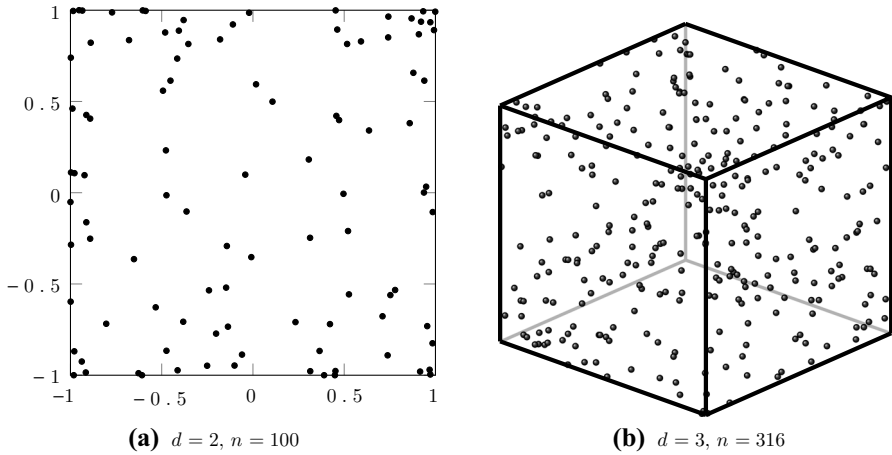 1
0.5
0
-0.5
-1
-1 -0.5 0 0.5 1
(a) d = 2, n = 100
(b) d = 3, n = 316